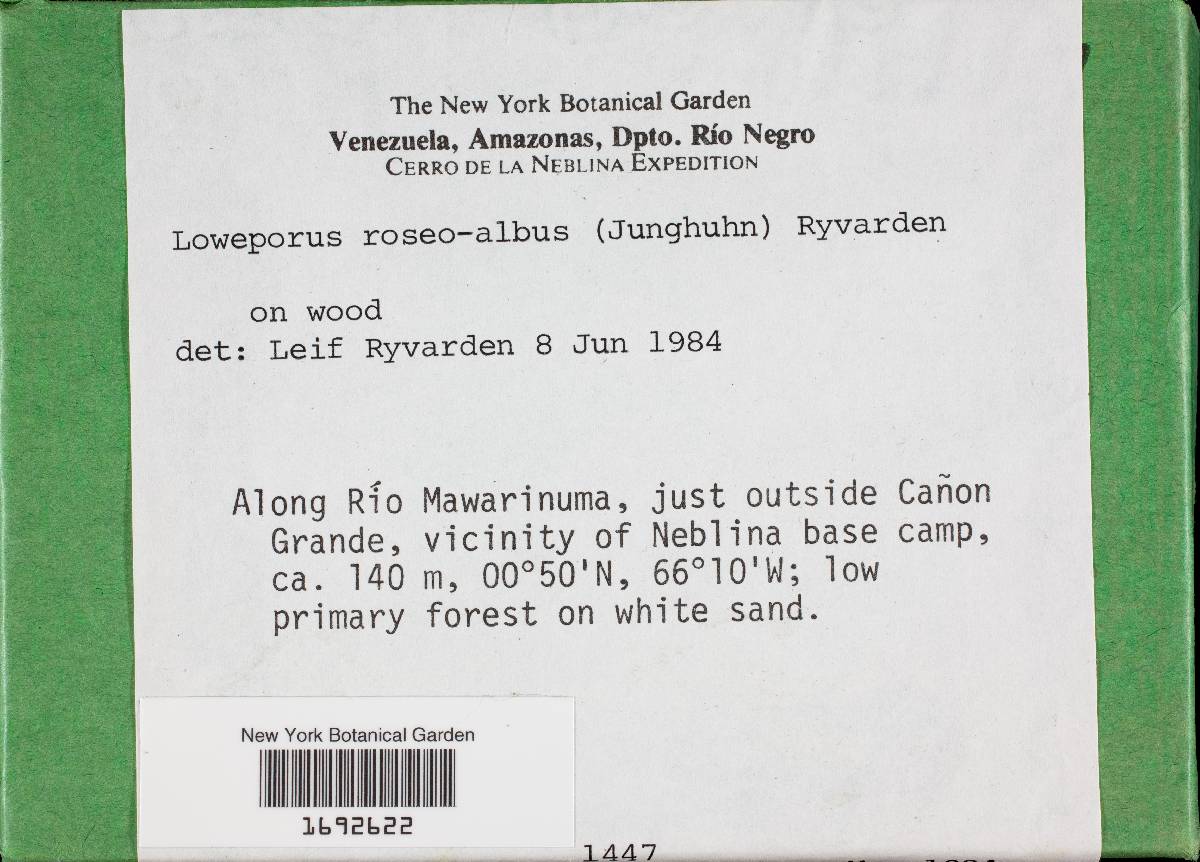 The New York Botanical Garden
Venezuela, Amazonas, Dpto. Río Negro
CERRO DE LA NEBLINA EXPEDITION
Loweporus roseo-albus (Junghuhn) Ryvarden
on wood
det: Leif Ryvarden 8 Jun 1984
Along Río Mawarinuma, just outside Cañon
Grande, vicinity of Neblina base camp,
ca. 140 m, 00°50'N, 66°10'W; low
primary forest on white sand.
New York Botanical Garden
1692622
1447